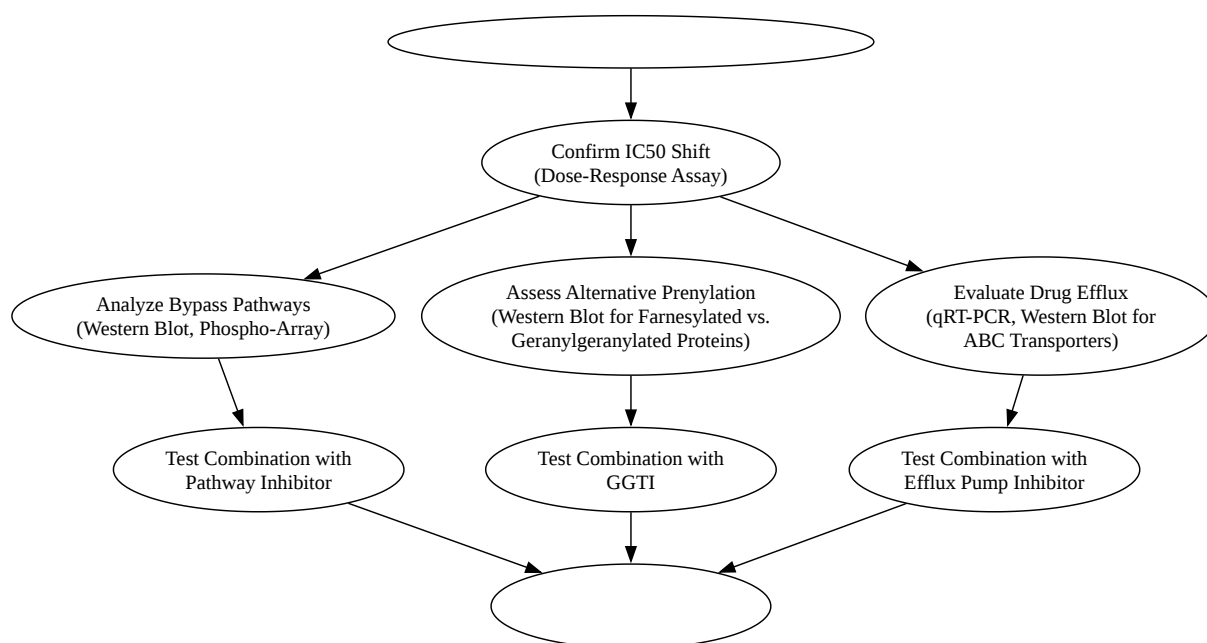 Confirm IC50 Shift
(Dose-Response Assay)
Analyze Bypass Pathways
(Western Blot, Phospho-Array)
Assess Alternative Prenylation
(Western Blot for Farnesylated vs.
Geranylgeranylated Proteins)
Evaluate Drug Efflux
(qRT-PCR, Western Blot for
ABC Transporters)
Test Combination with
Pathway Inhibitor
Test Combination with
GGTI
Test Combination with
Efflux Pump Inhibitor